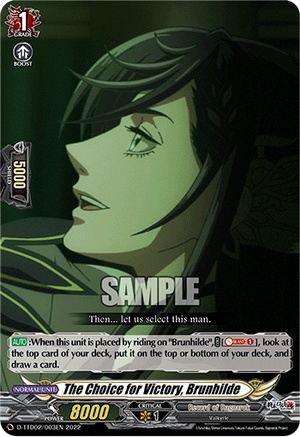 1
GRADE
BOOST
5000
SHIELD
SAMPLE
Then... let us select this man.
AUTO:When this unit is placed by riding on "Brunhilde", [1], look at
the top card of your deck, put it on the top or bottom of your deck, and
draw a card.
NORMAL UNIT
The Choice for Victory, Brunhilde
POWER 8000
CRITICAL 1
Record of Ragnarok
Valkyrie
D-TTD02/003EN 2022